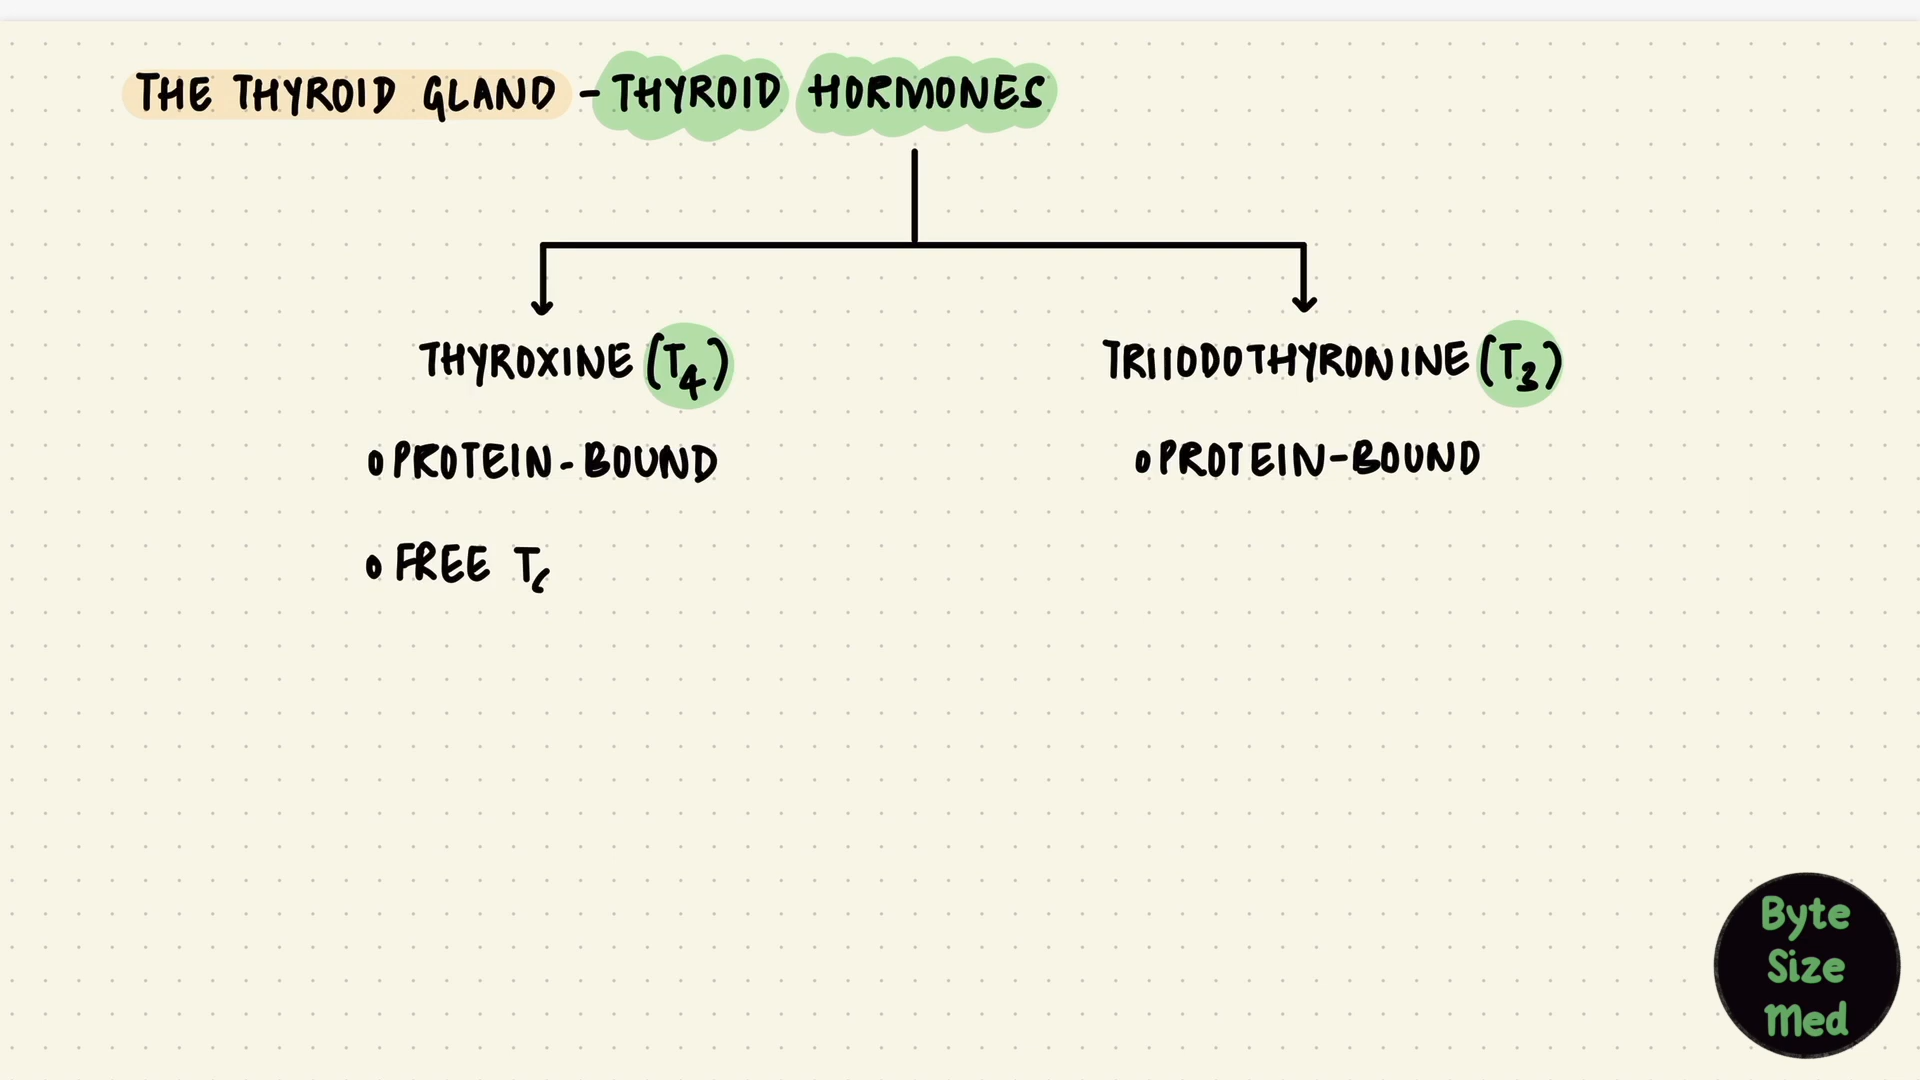 THE THYROID GLAND - THYROID HORMONES
THYROXINE (T4)
TRIIODOTHYRONINE (T3)
o PROTEIN-BOUND
o PROTEIN-BOUND
o FREE T
Byte
Size
Med